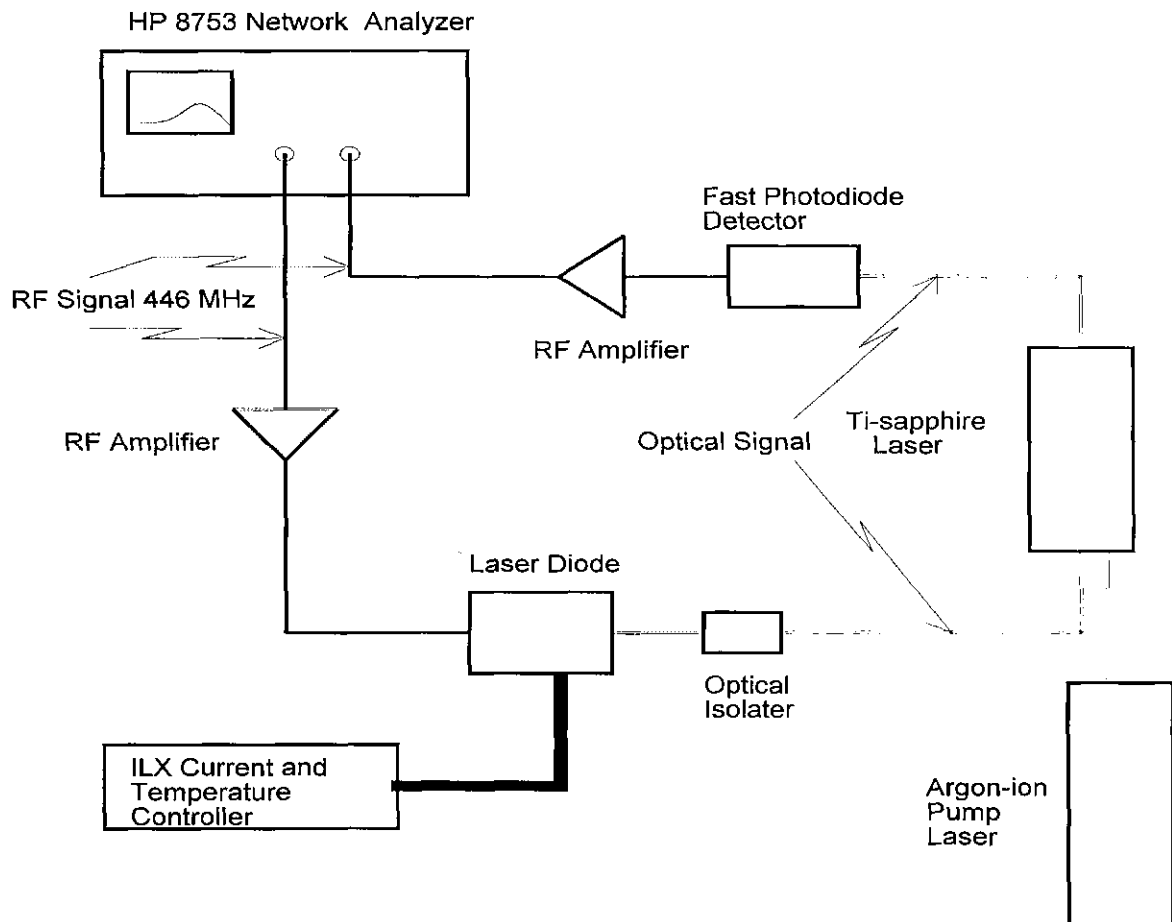 HP 8753 Network Analyzer
Fast Photodiode
Detector
RF Signal 446 MHz
RF Amplifier
RF Amplifier
Optical Signal
Ti-sapphire
Laser
Laser Diode
Optical
Isolater
ILX Current and
Temperature
Controller
Argon-ion
Pump
Laser